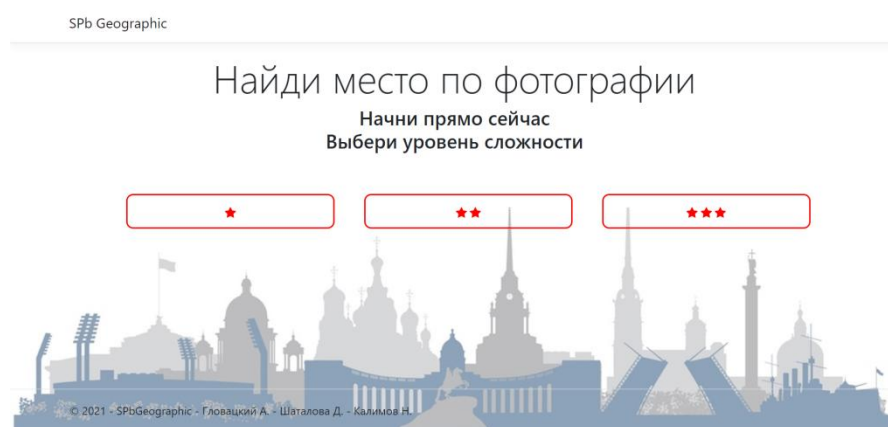 SPb Geographic
Найди место по фотографии
Начни прямо сейчас
Выбери уровень сложности
© 2021 - SPbGeographic - Гловацкий А. - Шаталова Д. - Калимов Н.